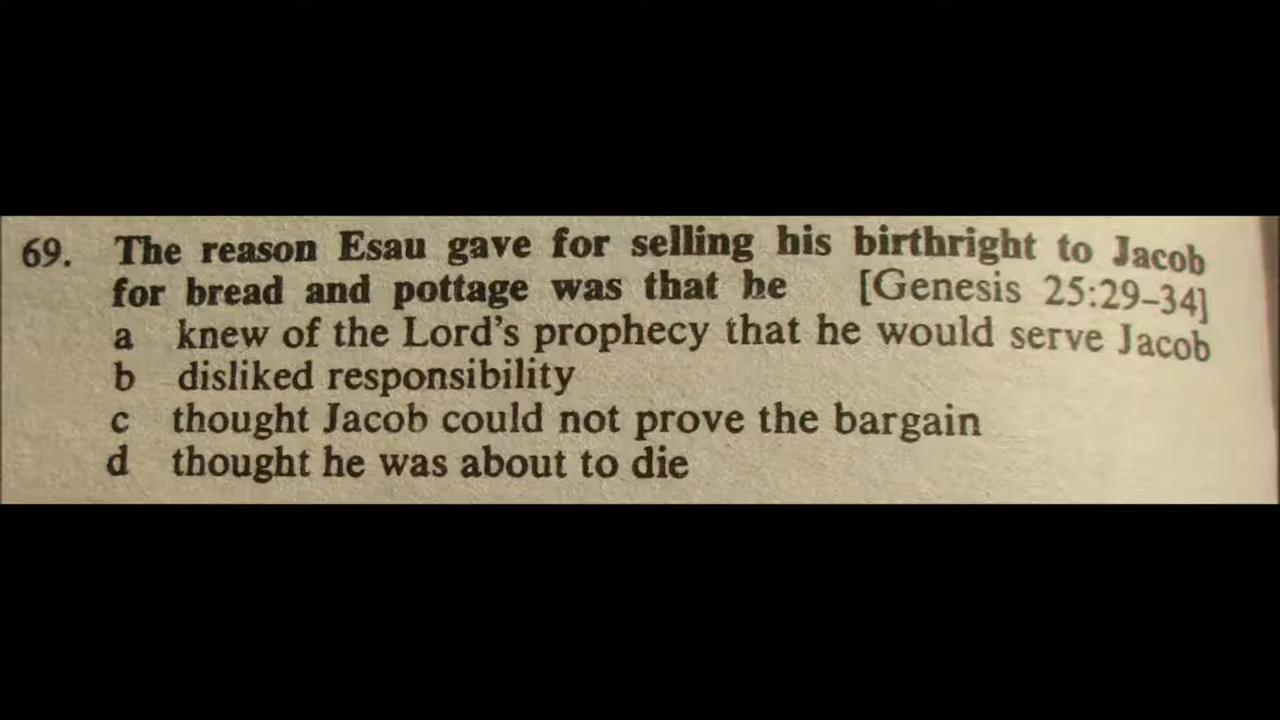 69. The reason Esau gave for selling his birthright to Jacob
for bread and pottage was that he [Genesis 25:29–34]
a knew of the Lord's prophecy that he would serve Jacob
b disliked responsibility
c thought Jacob could not prove the bargain
d thought he was about to die